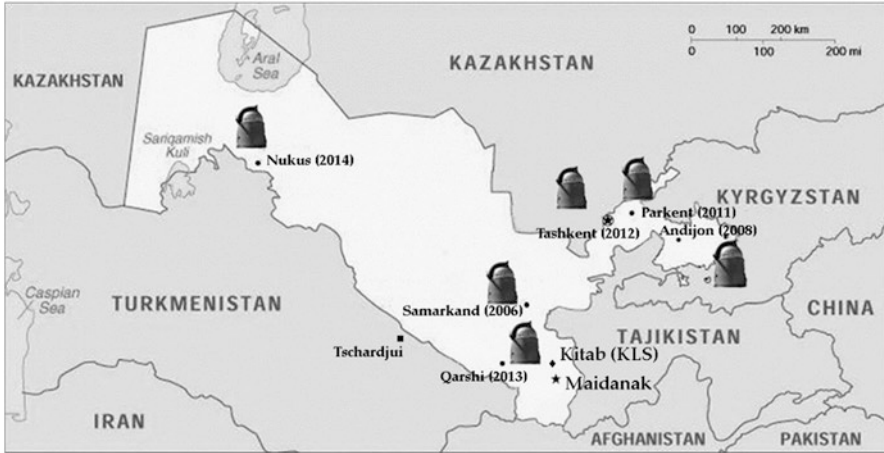 0 100 200 km
0 100 200 mi
KAZAKHSTAN
Aral
Sea
KAZAKHSTAN
Sariqamish
Kuli
Nukus (2014)
KYRGYZSTAN
Parkent (2011)
Tashkent (2012)
Andijon (2008)
Caspian
Sea
TURKMENISTAN
Samarkand (2006)
CHINA
TAJIKISTAN
Tschardjui
Kitab (KLS)
Qarshi (2013)
Maidanak
IRAN
AFGHANISTAN
PAKISTAN